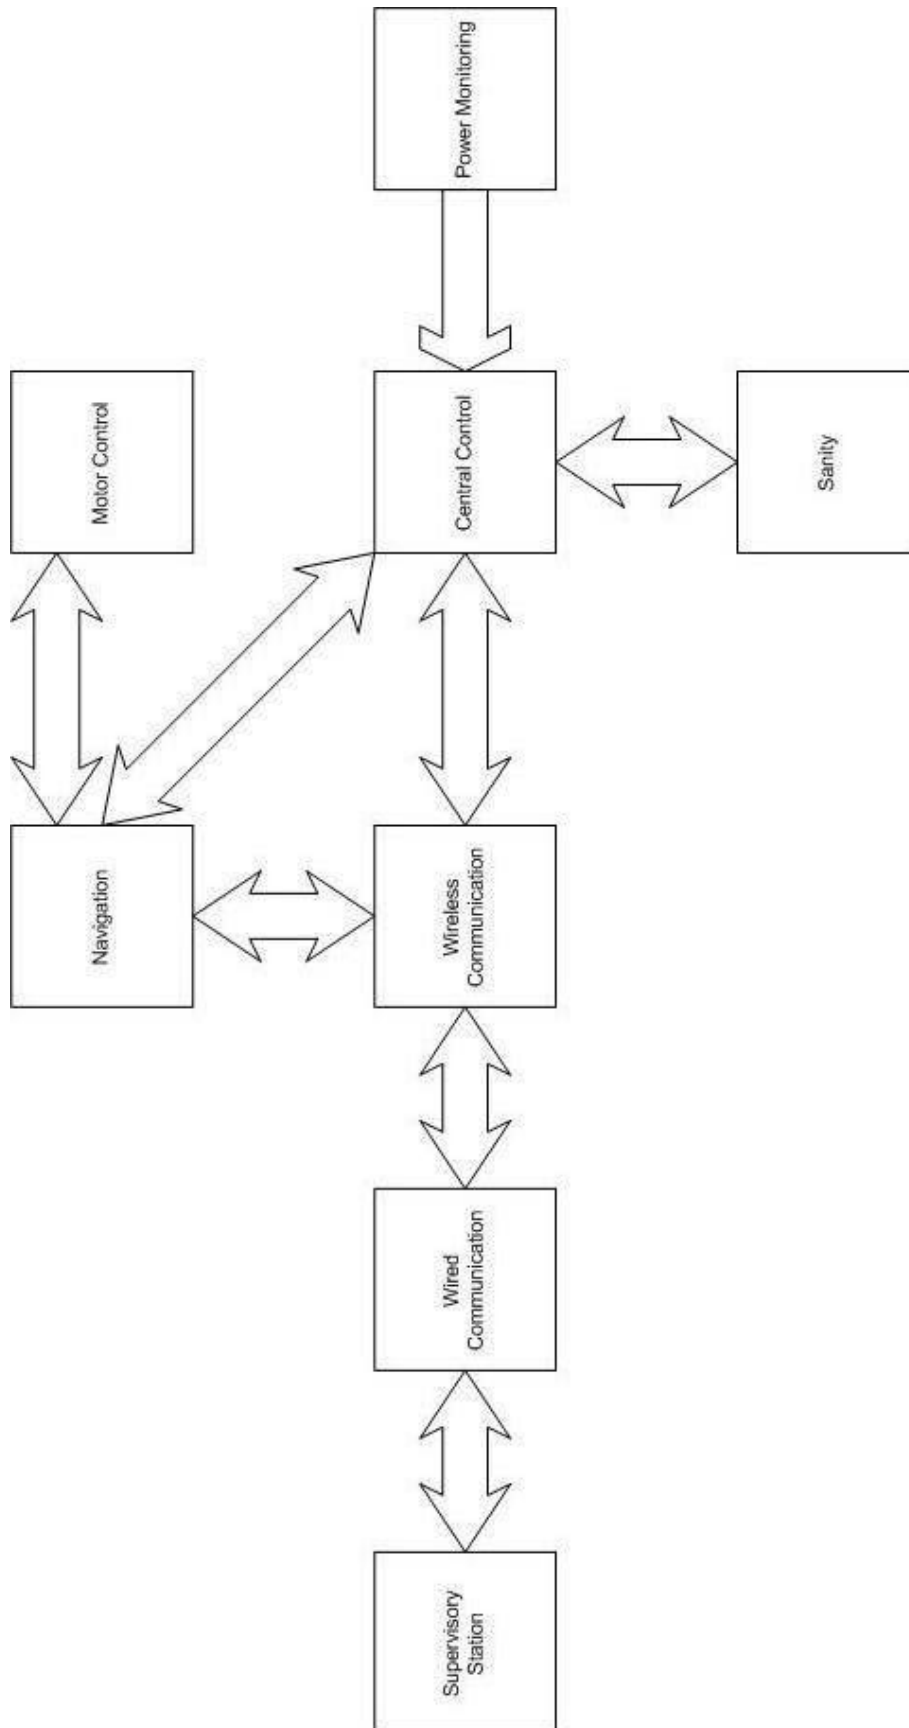 Motor Control
Navigation
Power Monitoring
Central Control
Wireless
Communication
Wired
Communication
Supervisory
Station
Sanity